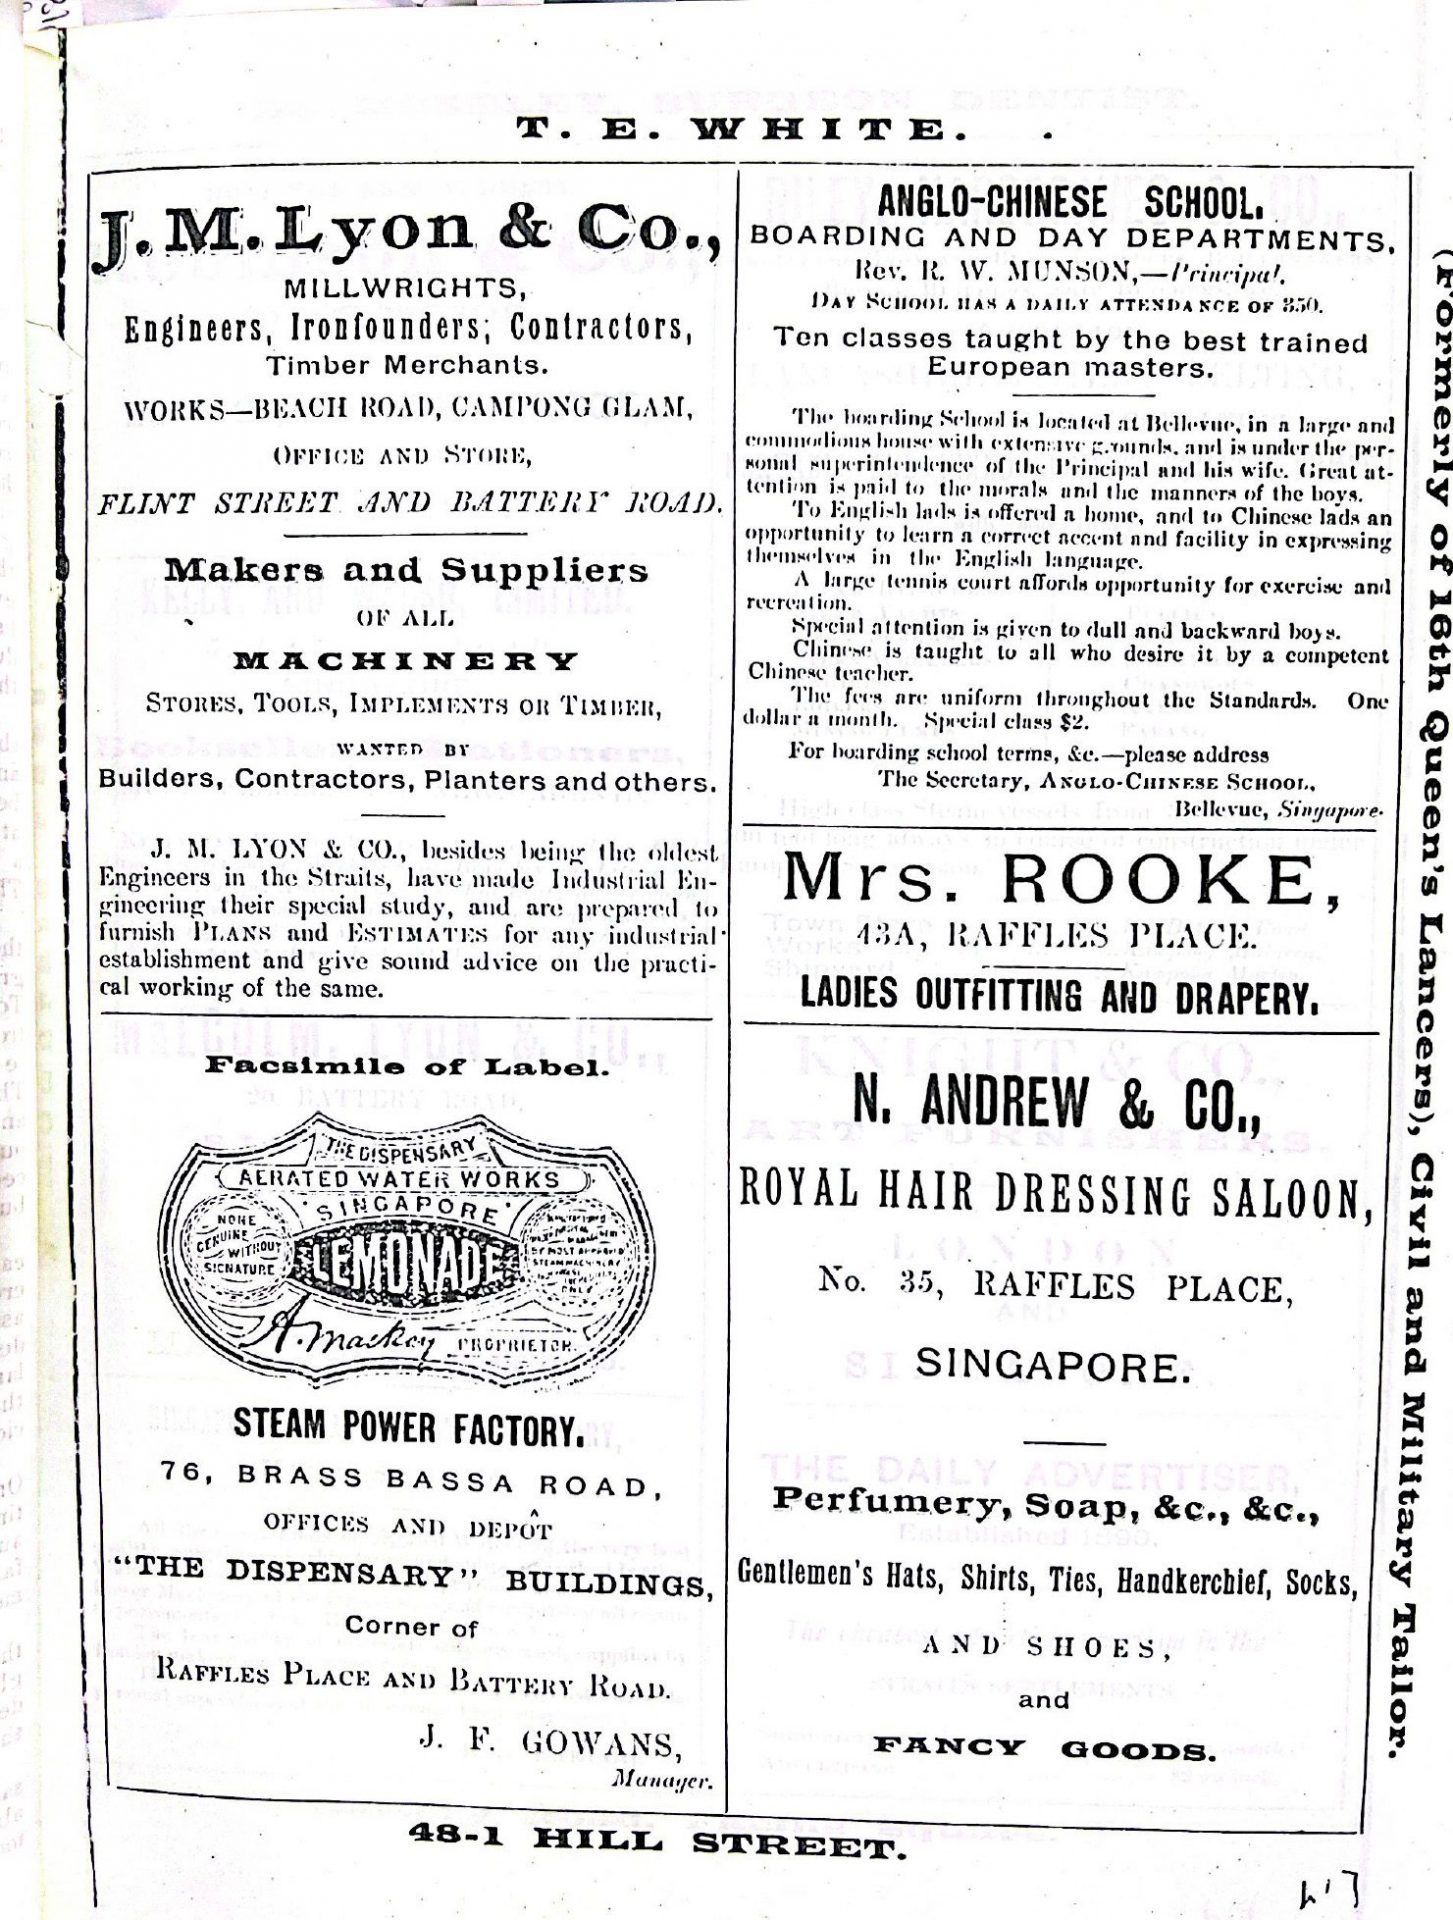 T. E. WHITE.
J. M. Lyon & Co.,
MILLWRIGHTS,
Engineers, Ironfounders; Contractors,
Timber Merchants.
WORKS—BEACH ROAD, CAMPONG GLAM,
OFFICE AND STORE,
FLINT STREET AND BATTERY ROAD.
Makers and Suppliers
OF ALL
MACHINERY
STORES, TOOLS, IMPLEMENTS OR TIMBER,
WANTED BY
Builders, Contractors, Planters and others.
J. M. LYON & CO., besides being the oldest
Engineers in the Straits, have made Industrial En-
gineering their special study, and are prepared to
furnish PLANS and ESTIMATES for any industrial
establishment and give sound advice on the practi-
cal working of the same.
Facsimile of Label.
THE DISPENSARY
AERATED WATER WORKS
SINGAPORE
NONE
GENUINE
WITHOUT
SIGNATURE
LEMONADE
BY MOST APPROVED
STEAM MACHINERY
ONLY
A. Mackay PROPRIETOR.
STEAM POWER FACTORY.
76, BRASS BASSA ROAD,
OFFICES AND DEPÔT
"THE DISPENSARY" BUILDINGS,
Corner of
RAFFLES PLACE AND BATTERY ROAD.
J. F. GOWANS,
Manager.
ANGLO-CHINESE SCHOOL.
BOARDING AND DAY DEPARTMENTS.
Rev. R. W. MUNSON,—Principal.
DAY SCHOOL HAS A DAILY ATTENDANCE OF 350.
Ten classes taught by the best trained
European masters.
The boarding School is located at Bellevue, in a large and
commodious house with extensive grounds, and is under the per-
sonal superintendence of the Principal and his wife. Great at-
tention is paid to the morals and the manners of the boys.
To English lads is offered a home, and to Chinese lads an
opportunity to learn a correct accent and facility in expressing
themselves in the English language.
A large tennis court affords opportunity for exercise and
recreation.
Special attention is given to dull and backward boys.
Chinese is taught to all who desire it by a competent
Chinese teacher.
The fees are uniform throughout the Standards. One
dollar a month. Special class $2.
For boarding school terms, &c.—please address
The Secretary, ANGLO-CHINESE SCHOOL,
Bellevue, Singapore.
Mrs. ROOKE,
43A, RAFFLES PLACE.
LADIES OUTFITTING AND DRAPERY.
N. ANDREW & CO.,
ROYAL HAIR DRESSING SALOON,
No. 35, RAFFLES PLACE,
SINGAPORE.
Perfumery, Soap, &c., &c.,
Gentlemen's Hats, Shirts, Ties, Handkerchief, Socks,
AND SHOES,
and
FANCY GOODS.
(Formerly of 16th Queen's Lancers), Civil and Military Tailor.
48-1 HILL STREET.